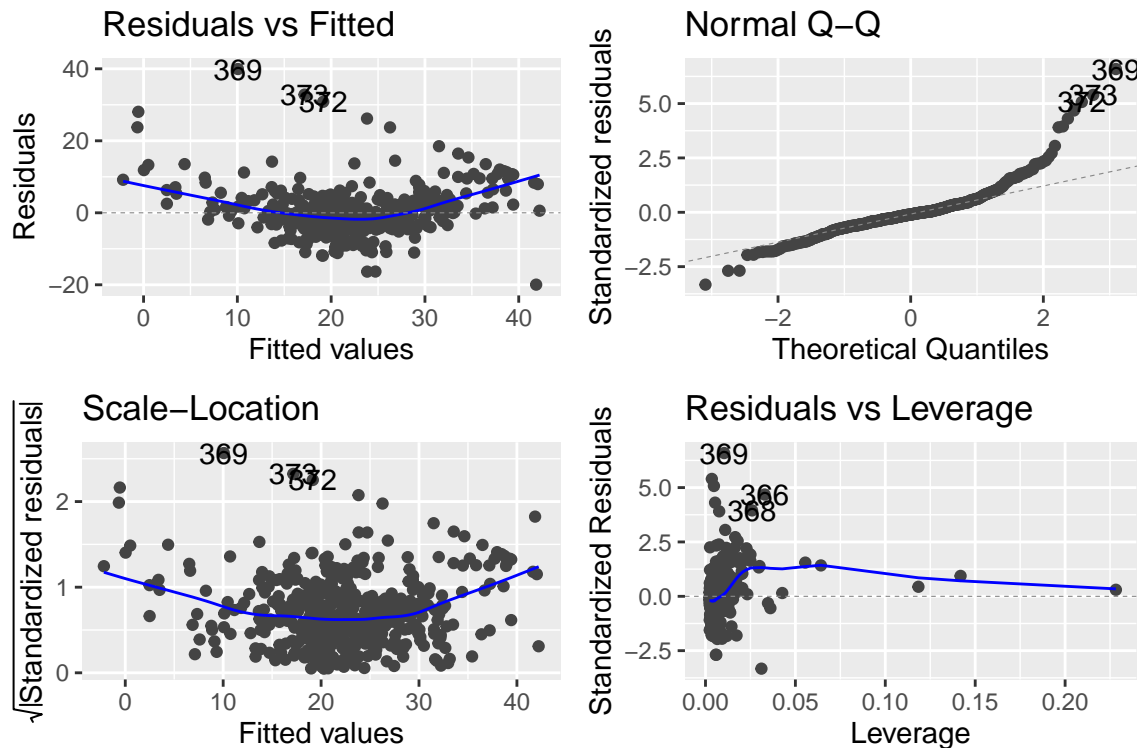 Residuals vs Fitted
40
20
0
−20
Residuals
369
373
372
0 10 20 30 40
Fitted values
Normal Q−Q
5.0
2.5
0.0
−2.5
Standardized residuals
369
373
372
−2 0 2
Theoretical Quantiles
Scale−Location
2
1
0
√|Standardized residuals|
369
373
372
0 10 20 30 40
Fitted values
Residuals vs Leverage
5.0
2.5
0.0
−2.5
Standardized Residuals
369
366
368
0.00 0.05 0.10 0.15 0.20
Leverage